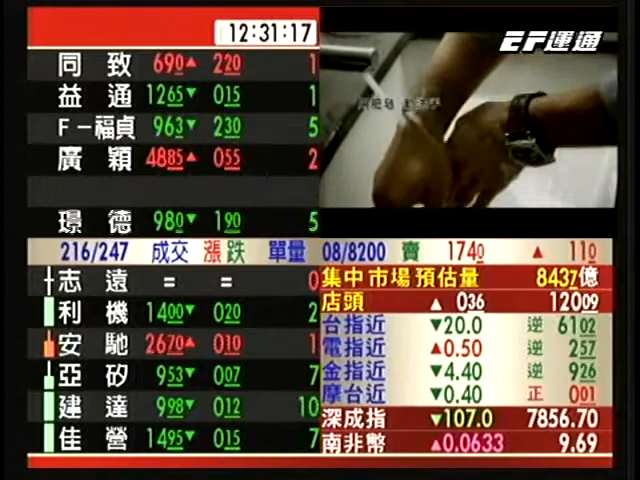 12:31:17
EF運通
同致 690▲ 220 1
益通 1265▼ 015 1
F－福貞 963▼ 230 5
廣穎 4885▲ 055 2
璟德 980▼ 190 5
216/247 成交 漲跌 單量 08/8200 賣 1740 ▲ 110
志遠 = = 0
集中市場預估量 8437億
利機 1400▼ 020 2
店頭 ▲ 036 12009
台指近 ▼20.0 逆 6102
安馳 2670▲ 010 1
電指近 ▲0.50 逆 257
亞矽 953▼ 007 7
金指近 ▼4.40 逆 926
摩台近 ▼0.40 正 001
建達 998▼ 012 10
深成指 ▼107.0 7856.70
佳營 1495▼ 015 7
南非幣 ▲0.0633 9.69